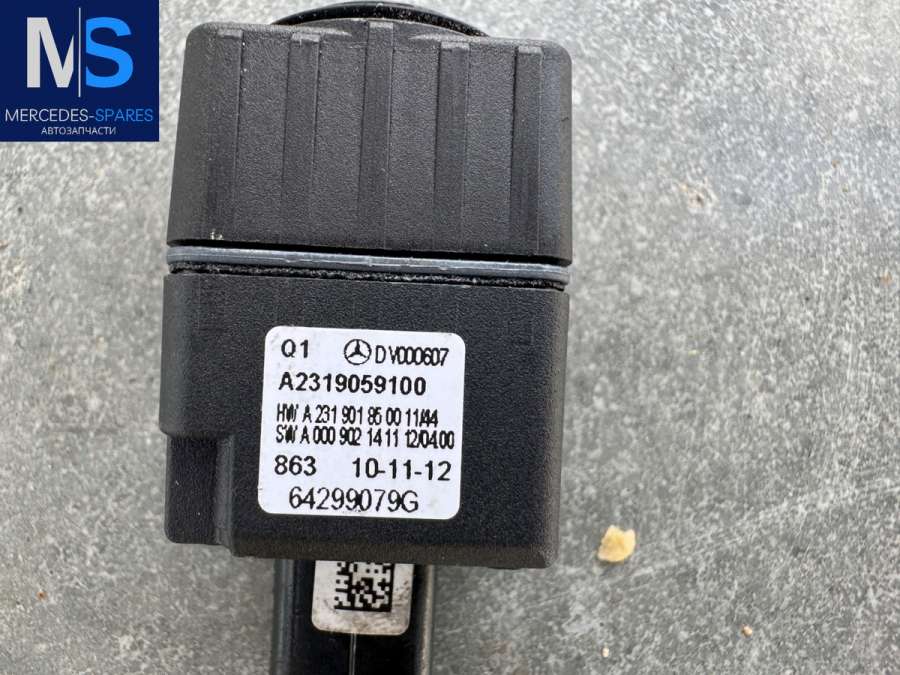 MS
MERCEDES-SPARES
АВТОЗАПЧАСТИ
Q1 DV000607
A2319059100
HW A 231 901 85 00 11/44
SW A 000 902 14 11 12/04.00
863 10-11-12
64299079G